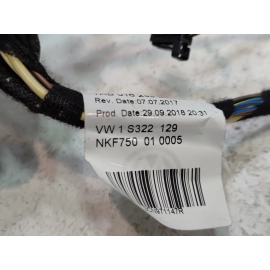 Rev. Date:07.07.2017
Prod Date:29.09.2018 20:31
VW 1 S322 129
NKF750 01 0005